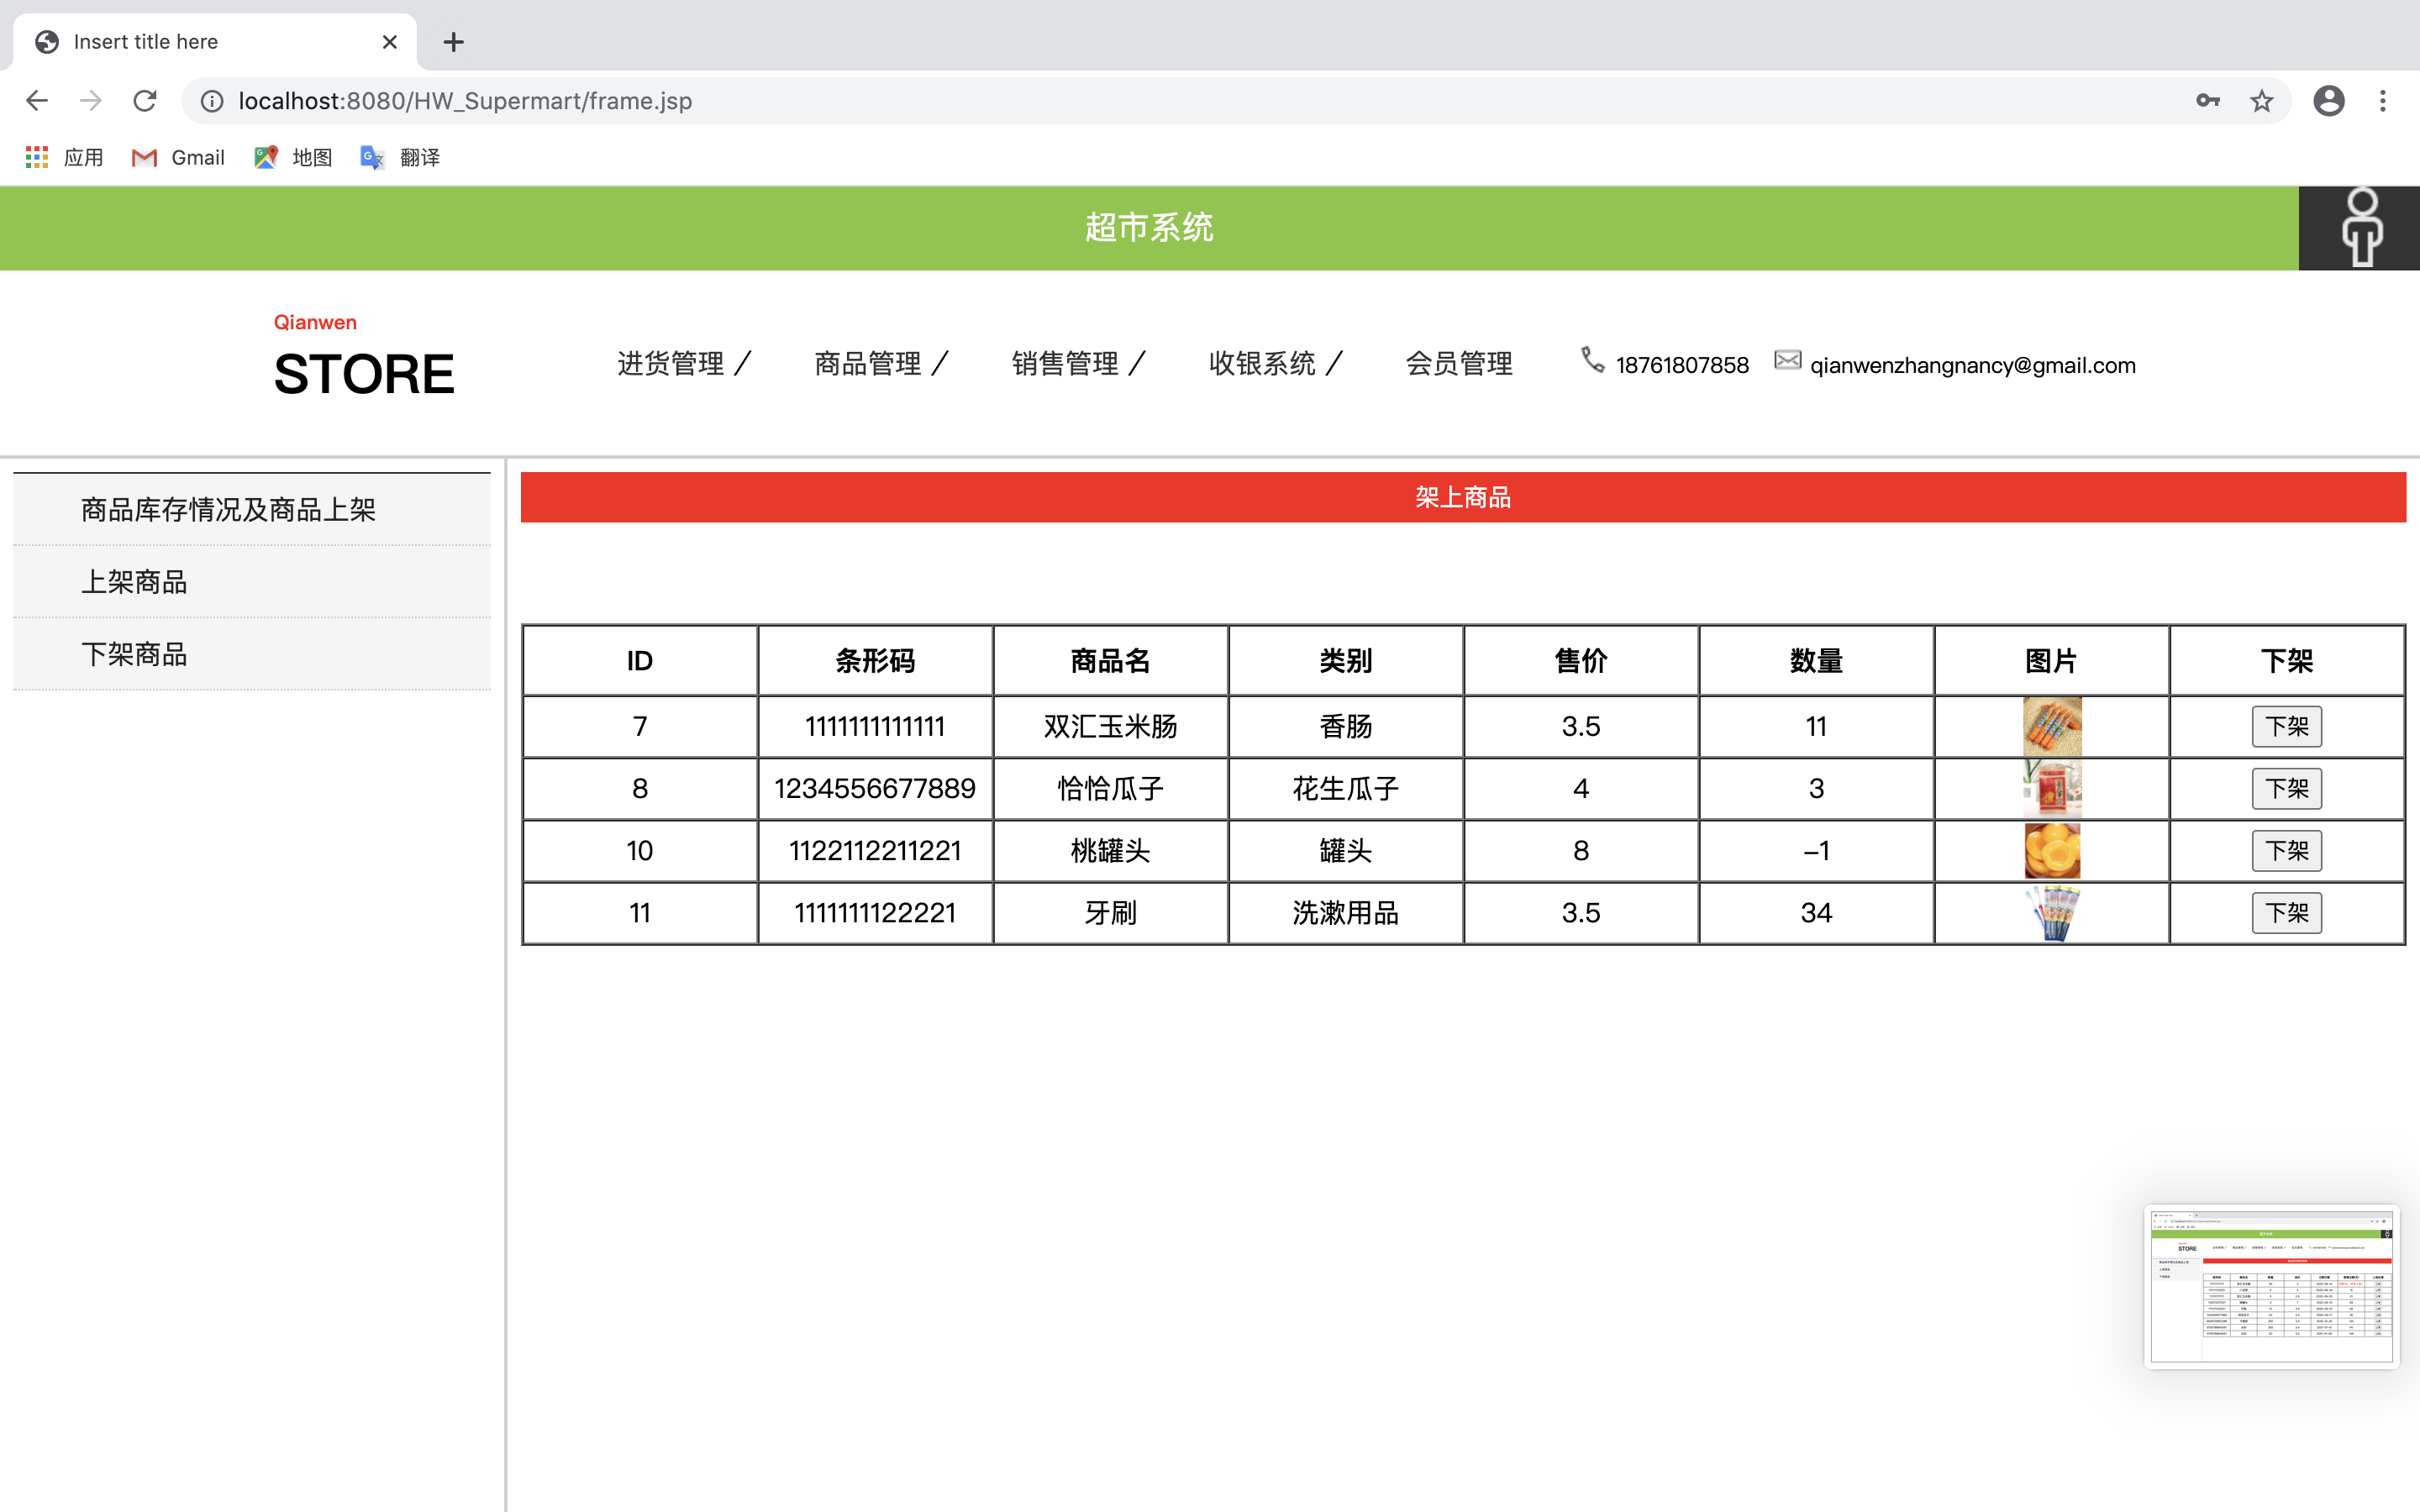 Insert title here
localhost:8080/HW_Supermart/frame.jsp
应用 Gmail 地图 翻译
超市系统
Qianwen
STORE
进货管理 / 商品管理 / 销售管理 / 收银系统 / 会员管理 18761807858 qianwenzhangnancy@gmail.com
商品库存情况及商品上架
上架商品
下架商品
架上商品
ID 条形码 商品名 类别 售价 数量 图片 下架
7 1111111111111 双汇玉米肠 香肠 3.5 11 下架
8 1234556677889 恰恰瓜子 花生瓜子 4 3 下架
10 1122112211221 桃罐头 罐头 8 -1 下架
11 1111111122221 牙刷 洗漱用品 3.5 34 下架
STORE